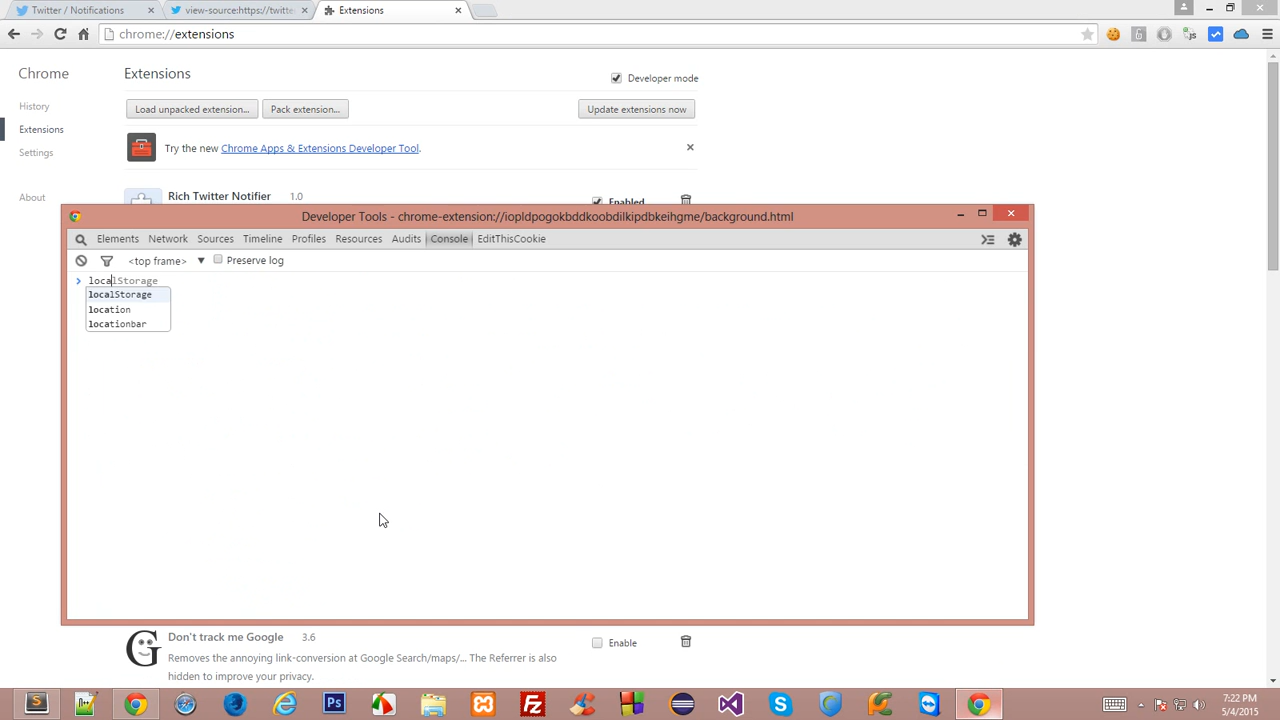 Twitter / Notifications
view-source:https://twitte
Extensions
chrome://extensions
Chrome
Extensions
Developer mode
History
Load unpacked extension...
Pack extension...
Update extensions now
Extensions
Try the new Chrome Apps & Extensions Developer Tool.
Settings
About
Rich Twitter Notifier 1.0
Enabled
Developer Tools - chrome-extension://iopldpogokbddkoobdilkipdbkeihgme/background.html
Elements Network Sources Timeline Profiles Resources Audits Console EditThisCookie
<top frame> ▼ Preserve log
> localStorage
localStorage
location
locationbar
Don't track me Google 3.6
Enable
Removes the annoying link-conversion at Google Search/maps/... The Referrer is also
hidden to improve your privacy.
7:22 PM
5/4/2015